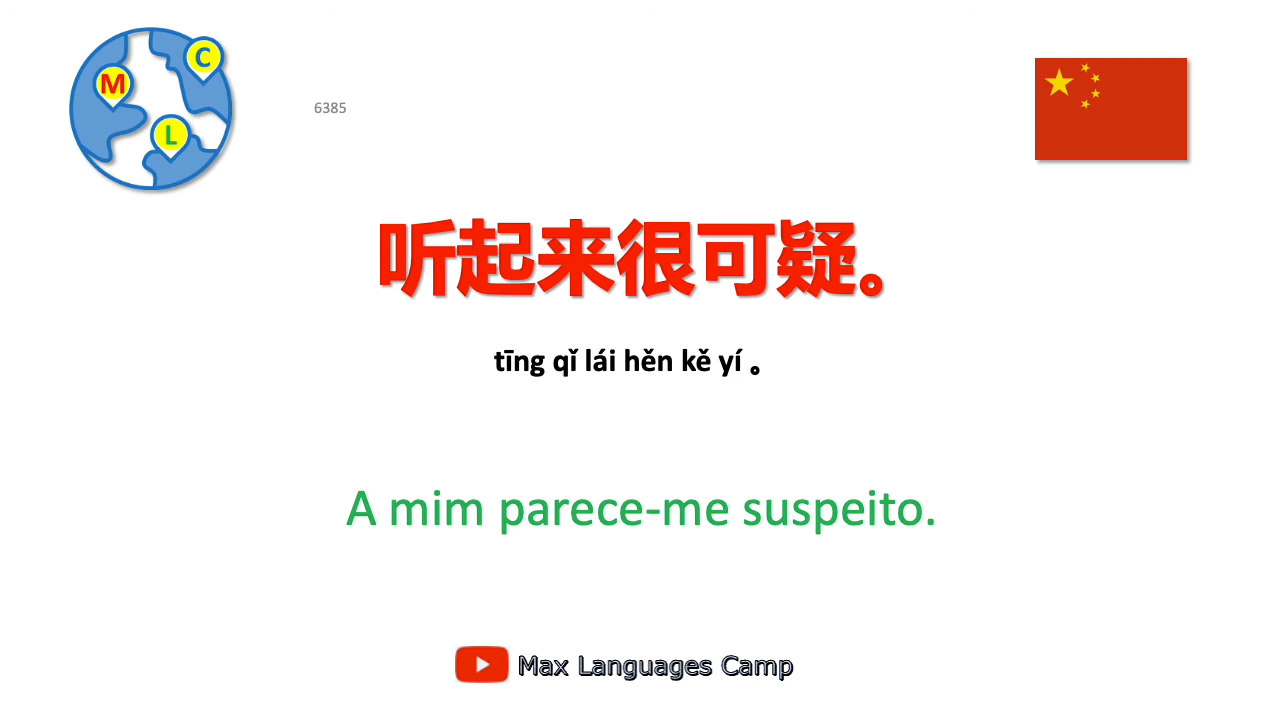 M
C
L
6385
听起来很可疑。
tīng qǐ lái hěn kě yí 。
A mim parece-me suspeito.
Max Languages Camp